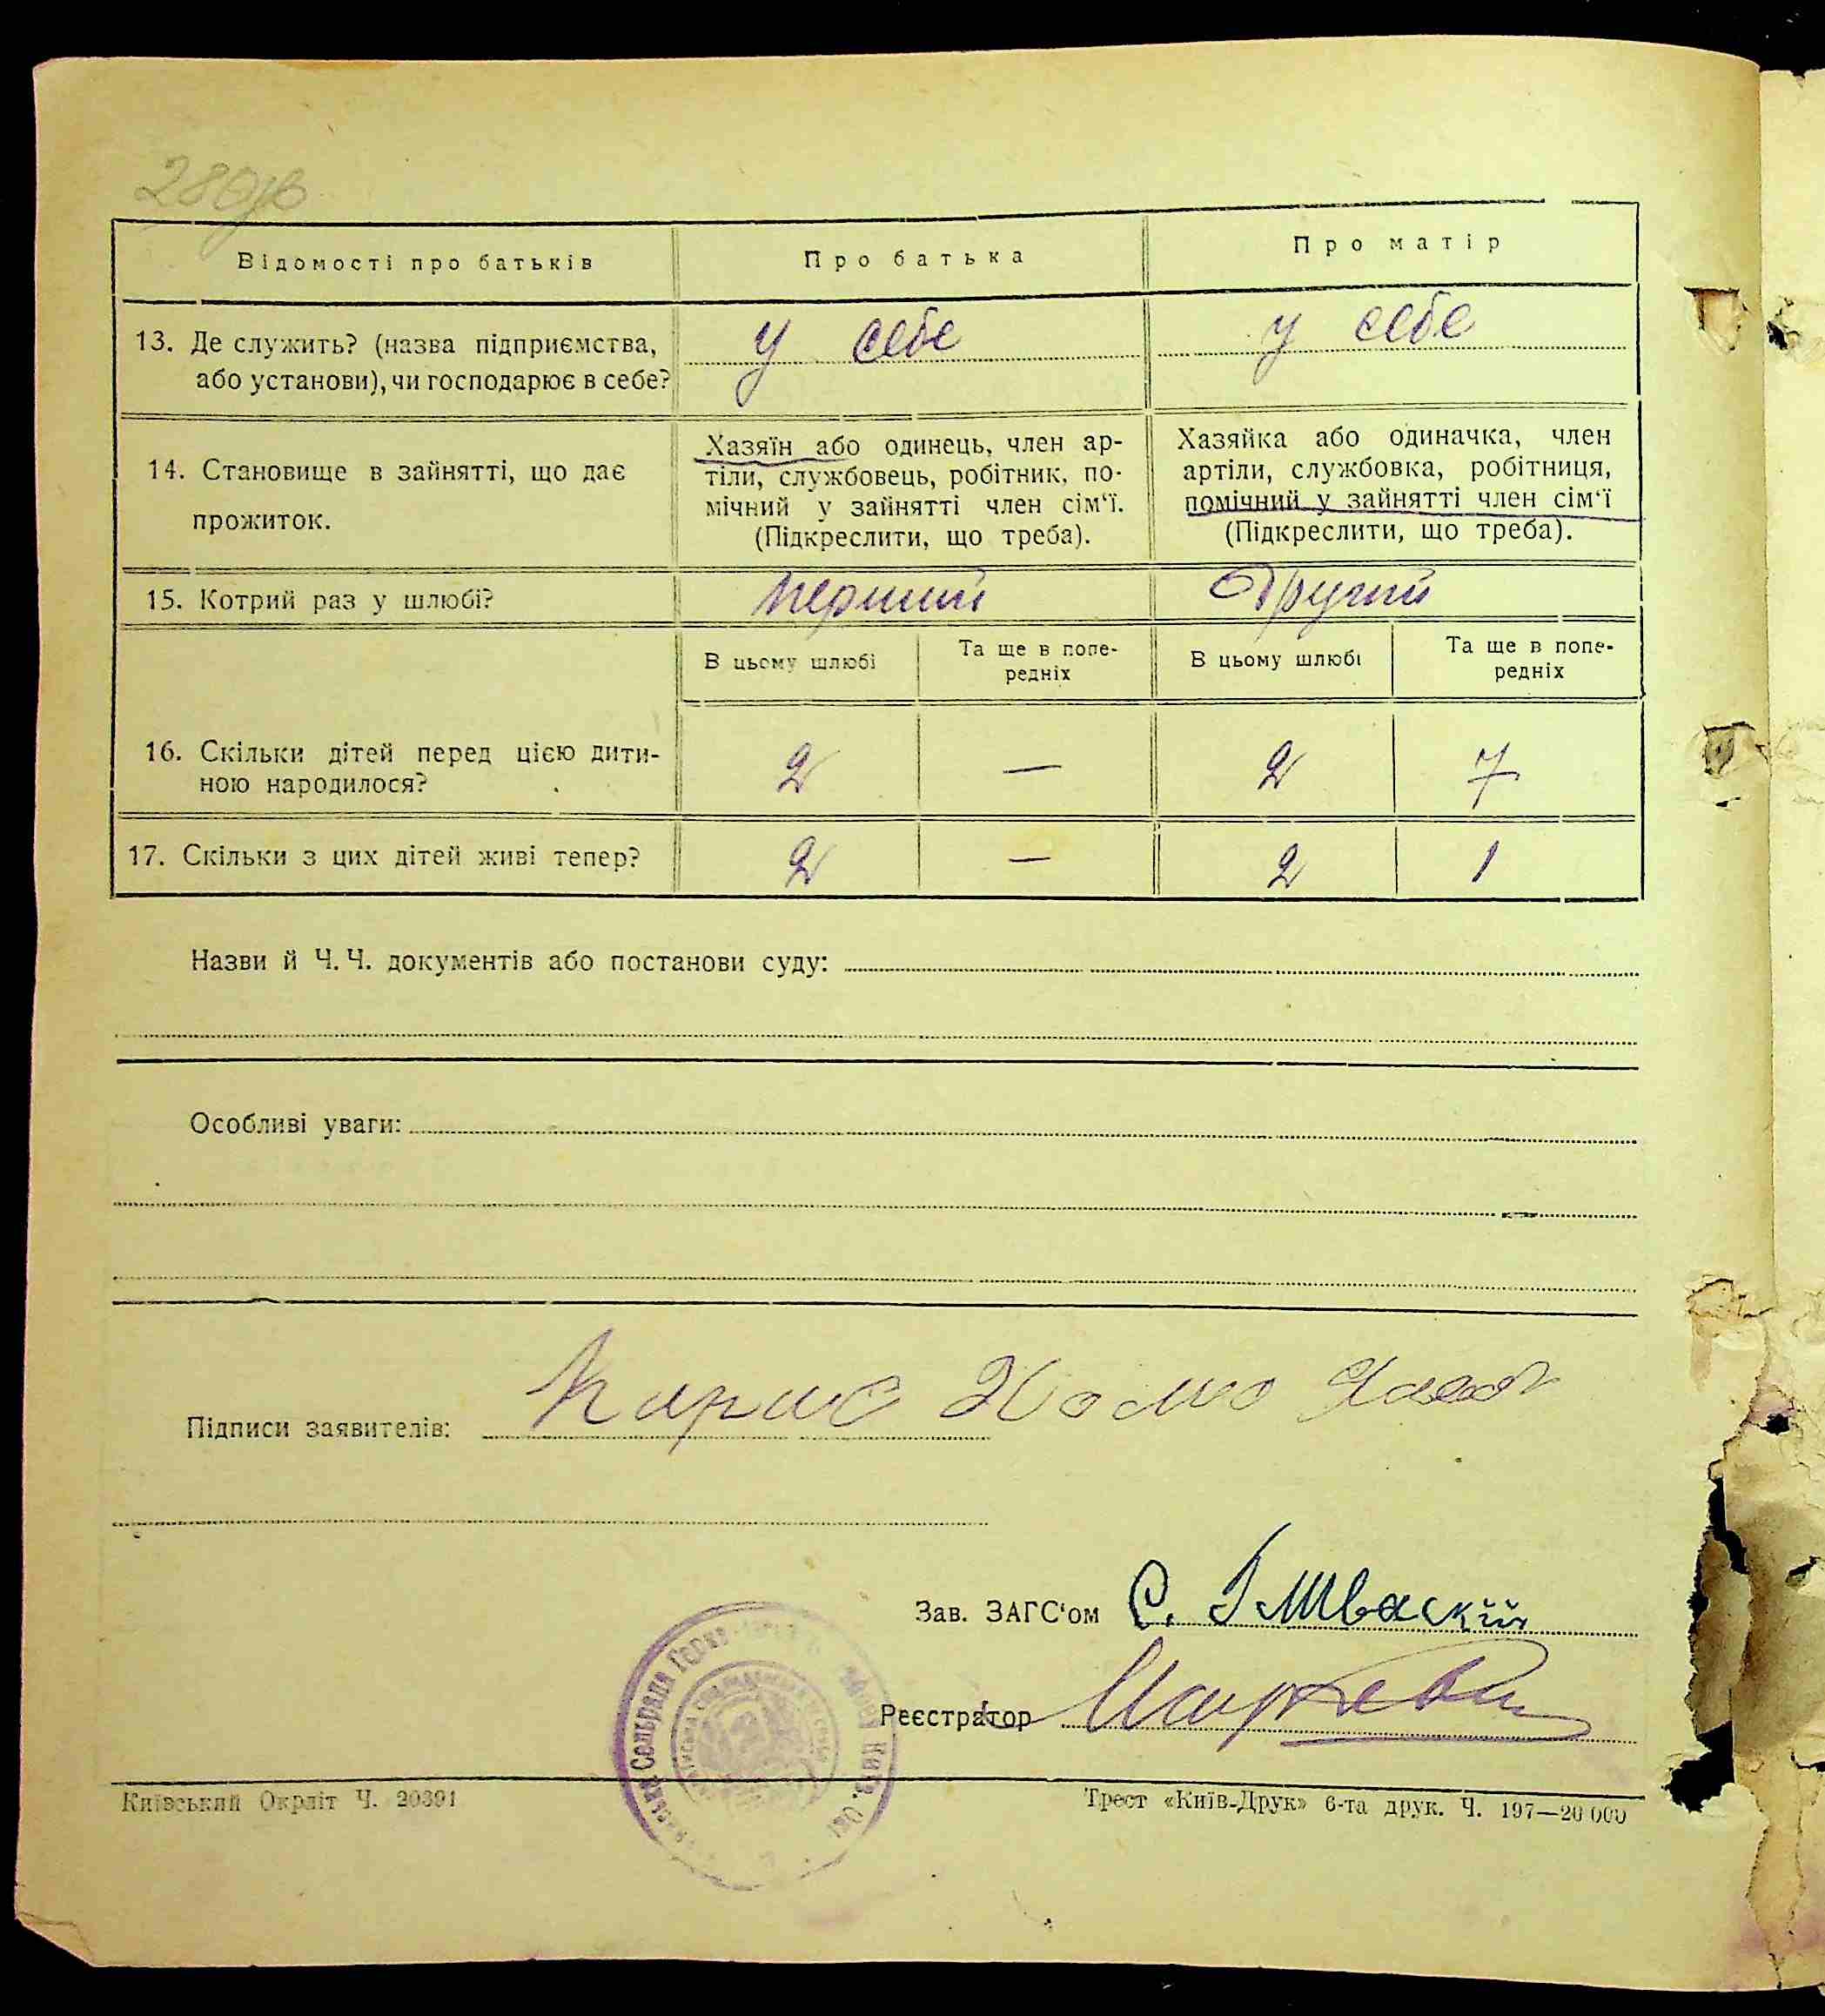 280зв
Відомості про батьків
Про батька
Про матір
13. Де служить? (назва підприємства,
або установи), чи господарює в себе?
у себе
у себе
14. Становище в зайнятті, що дає
прожиток.
Хазяїн або одинець, член ар-
тіли, службовець, робітник, по-
мічний у зайнятті член сім‘ї.
(Підкреслити, що треба).
Хазяйка або одиначка, член
артіли, службовка, робітниця,
помічний у зайнятті член сім‘ї
(Підкреслити, що треба).
15. Котрий раз у шлюбі?
перший
Другий
В цьому шлюбі
Та ще в попе-
редніх
В цьому шлюбі
Та ще в попе-
редніх
16. Скільки дітей перед цією дити-
ною народилося?
2
—
2
7
17. Скільки з цих дітей живі тепер?
2
—
2
1
Назви й Ч. Ч. документів або постанови суду:
Особливі уваги:
Підписи заявителів:
Зав. ЗАГС‘ом С.
Реєстратор
Сельрада
Київський Окрліт Ч. 20391
Трест «Київ-Друк» 6-та друк. Ч. 197—20 000